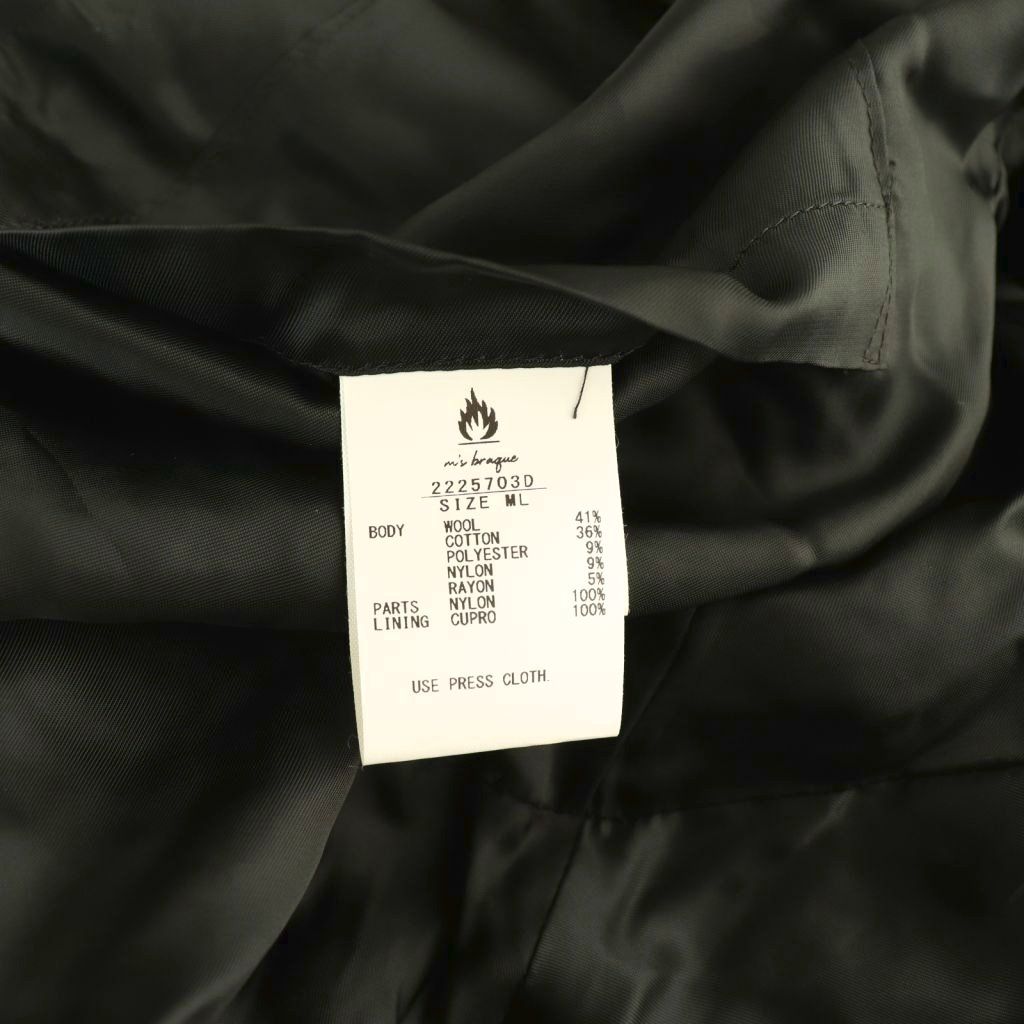 m's braque
2225703D
SIZE ML
BODY WOOL 41%
COTTON 36%
POLYESTER 9%
NYLON 9%
RAYON 5%
PARTS NYLON 100%
LINING CUPRO 100%
USE PRESS CLOTH.